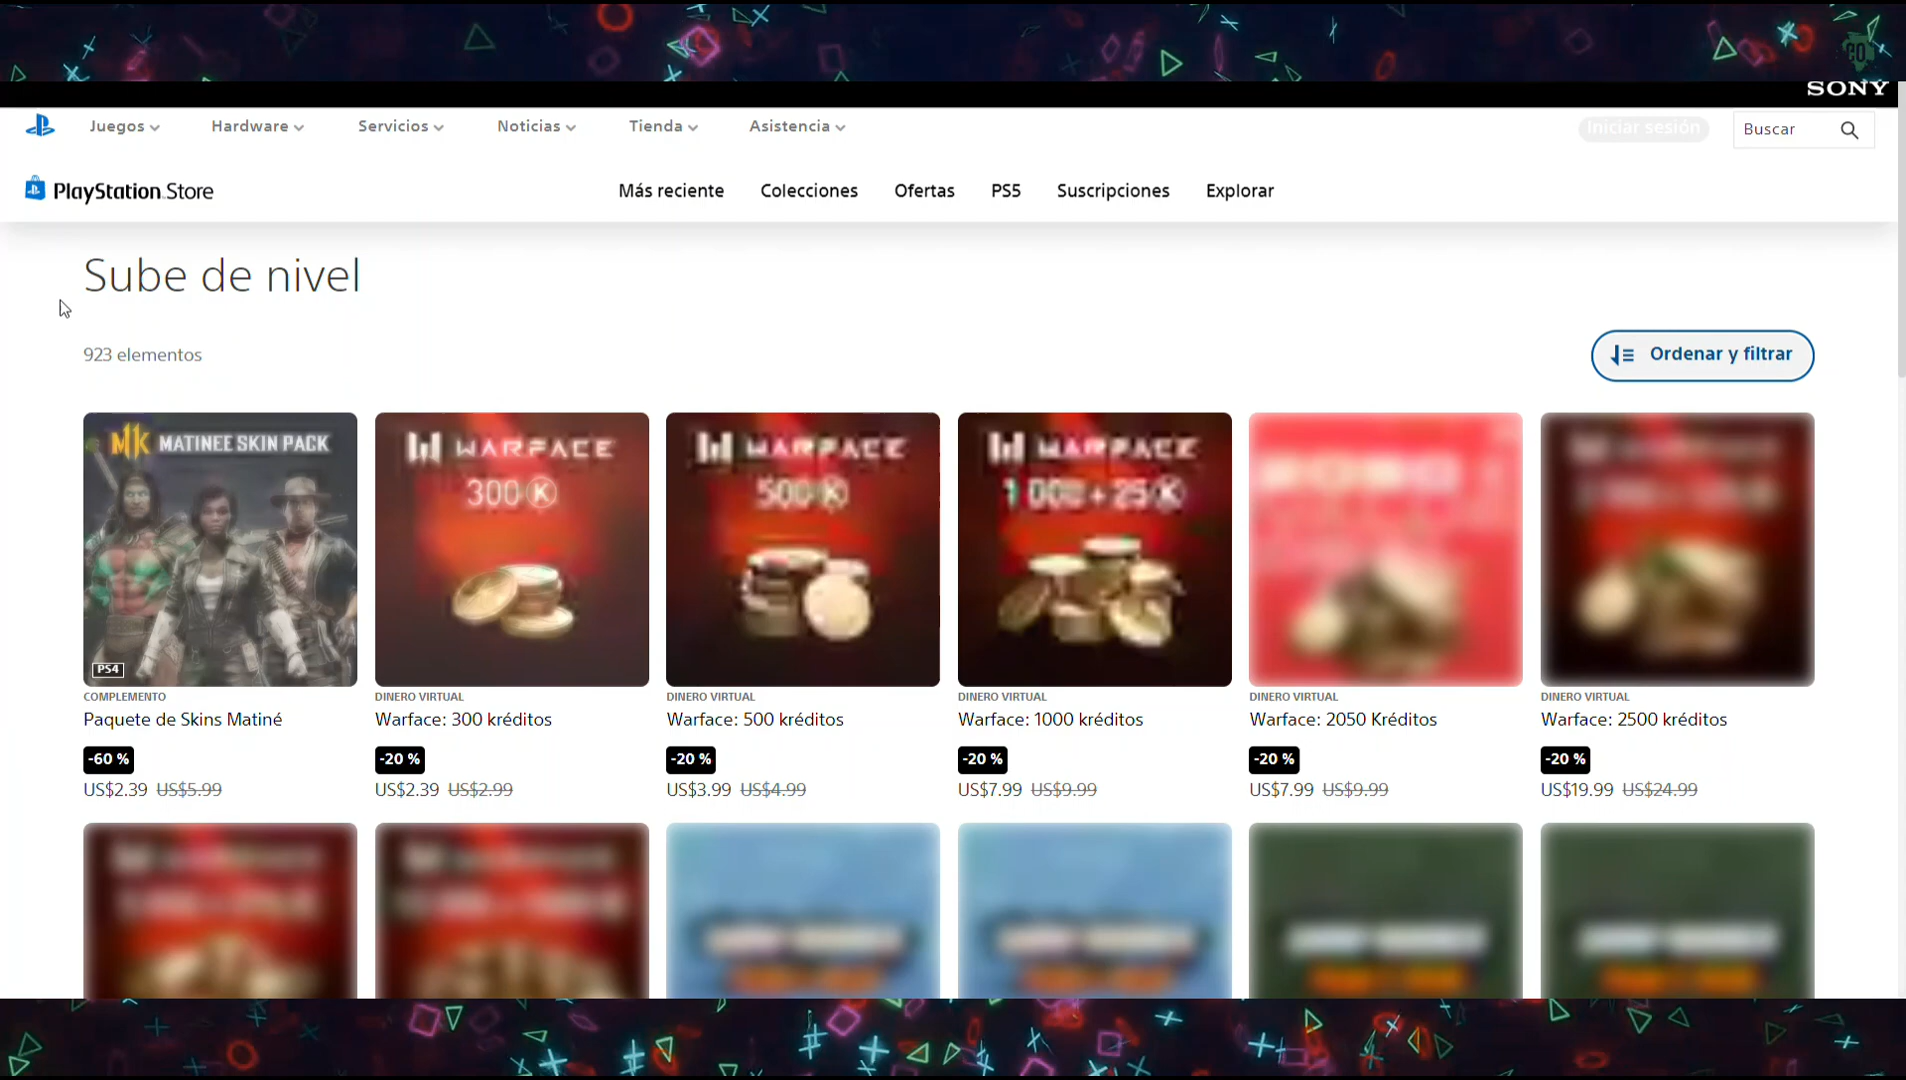 SONY
Juegos
Hardware
Servicios
Noticias
Tienda
Asistencia
Iniciar sesión
Buscar
PlayStation Store
Más reciente
Colecciones
Ofertas
PS5
Suscripciones
Explorar
Sube de nivel
923 elementos
Ordenar y filtrar
MK MATINEE SKIN PACK
PS4
WARFACE
300 K
WARFACE
500 K
WARFACE
1 000 + 25 K
COMPLEMENTO
Paquete de Skins Matiné
-60 %
US$2.39 US$5.99
DINERO VIRTUAL
Warface: 300 kréditos
-20 %
US$2.39 US$2.99
DINERO VIRTUAL
Warface: 500 kréditos
-20 %
US$3.99 US$4.99
DINERO VIRTUAL
Warface: 1000 kréditos
-20 %
US$7.99 US$9.99
DINERO VIRTUAL
Warface: 2050 Kréditos
-20 %
US$7.99 US$9.99
DINERO VIRTUAL
Warface: 2500 kréditos
-20 %
US$19.99 US$24.99